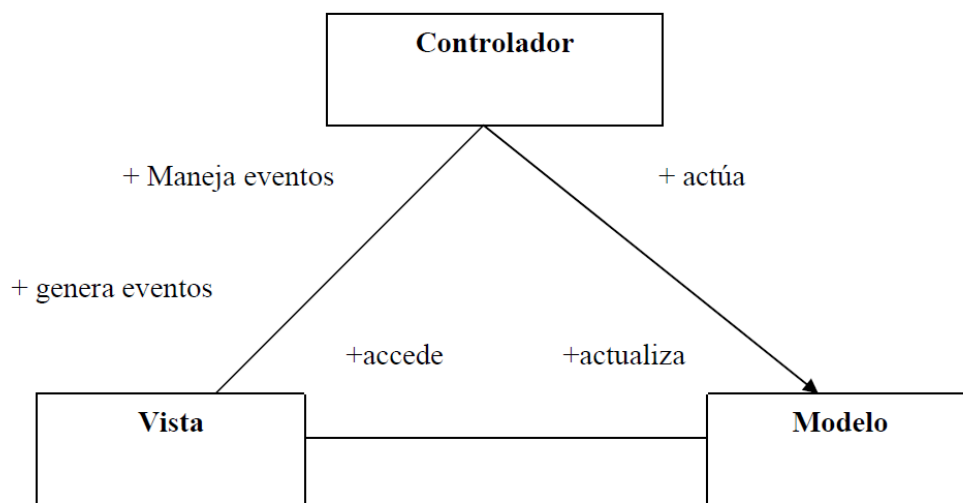 Controlador
+ Maneja eventos
+ actúa
+ genera eventos
+accede
+actualiza
Vista
Modelo